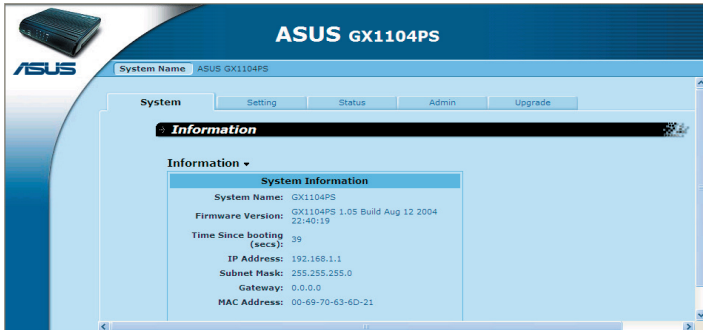 ASUS GX1104PS
ASUS
System Name ASUS GX1104PS
System Setting Status Admin Upgrade
Information
Information
System Information
System Name: GX1104PS
Firmware Version: GX1104PS 1.05 Build Aug 12 2004
22:40:19
Time Since booting
(secs): 39
IP Address: 192.168.1.1
Subnet Mask: 255.255.255.0
Gateway: 0.0.0.0
MAC Address: 00-69-70-63-6D-21